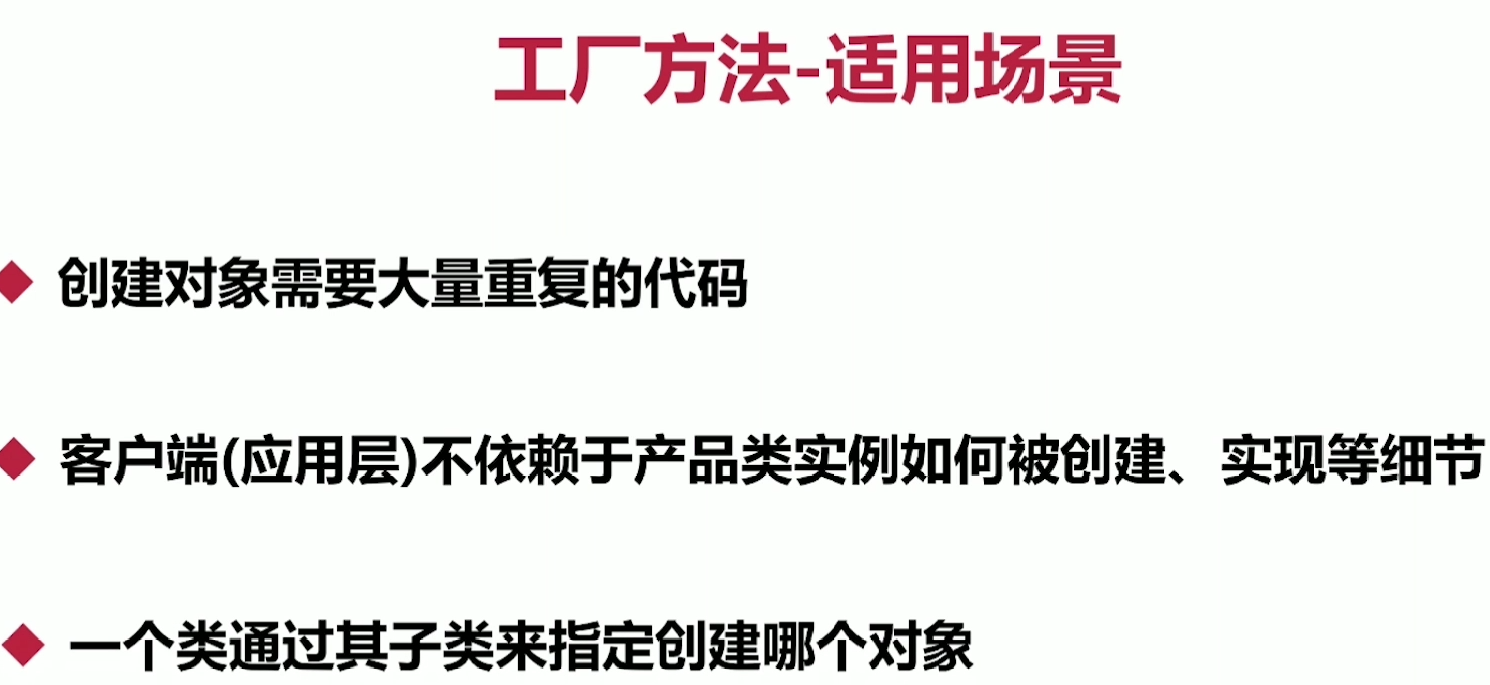 工厂方法-适用场景
创建对象需要大量重复的代码
客户端(应用层)不依赖于产品类实例如何被创建、实现等细节
一个类通过其子类来指定创建哪个对象